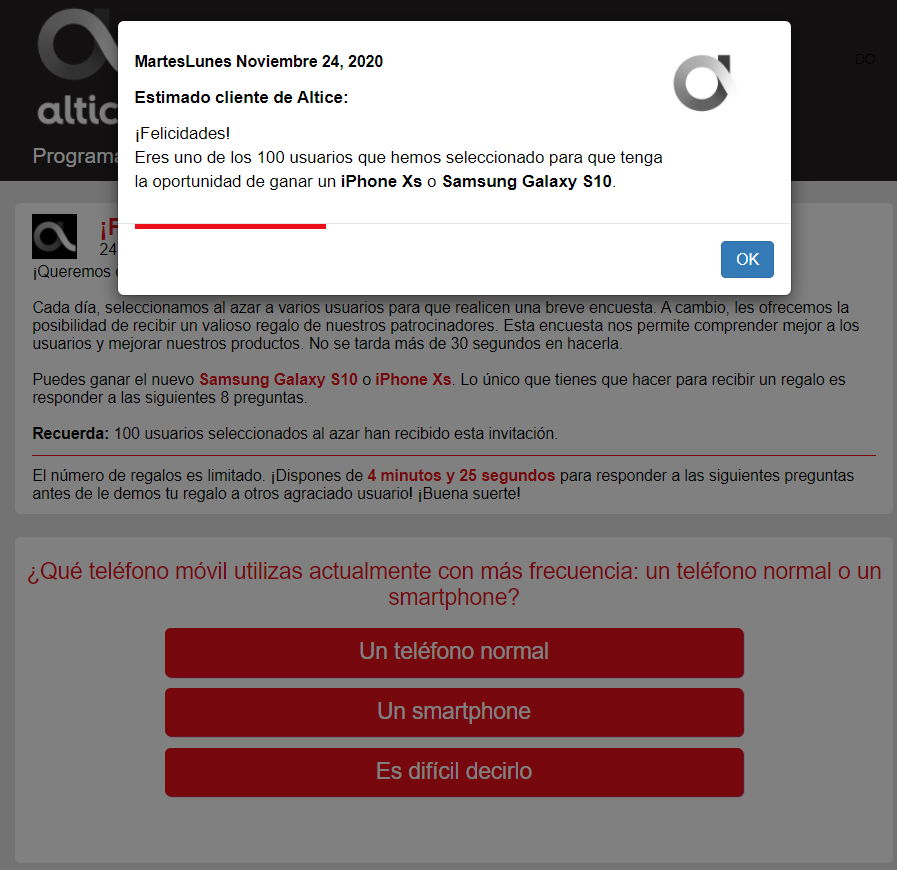 altice
DO
Programa
MartesLunes Noviembre 24, 2020
Estimado cliente de Altice:
¡Felicidades!
Eres uno de los 100 usuarios que hemos seleccionado para que tenga
la oportunidad de ganar un iPhone Xs o Samsung Galaxy S10.
OK
¡F
24
¡Queremos
Cada día, seleccionamos al azar a varios usuarios para que realicen una breve encuesta. A cambio, les ofrecemos la
posibilidad de recibir un valioso regalo de nuestros patrocinadores. Esta encuesta nos permite comprender mejor a los
usuarios y mejorar nuestros productos. No se tarda más de 30 segundos en hacerla.
Puedes ganar el nuevo Samsung Galaxy S10 o iPhone Xs. Lo único que tienes que hacer para recibir un regalo es
responder a las siguientes 8 preguntas.
Recuerda: 100 usuarios seleccionados al azar han recibido esta invitación.
El número de regalos es limitado. ¡Dispones de 4 minutos y 25 segundos para responder a las siguientes preguntas
antes de le demos tu regalo a otros agraciado usuario! ¡Buena suerte!
¿Qué teléfono móvil utilizas actualmente con más frecuencia: un teléfono normal o un
smartphone?
Un teléfono normal
Un smartphone
Es difícil decirlo